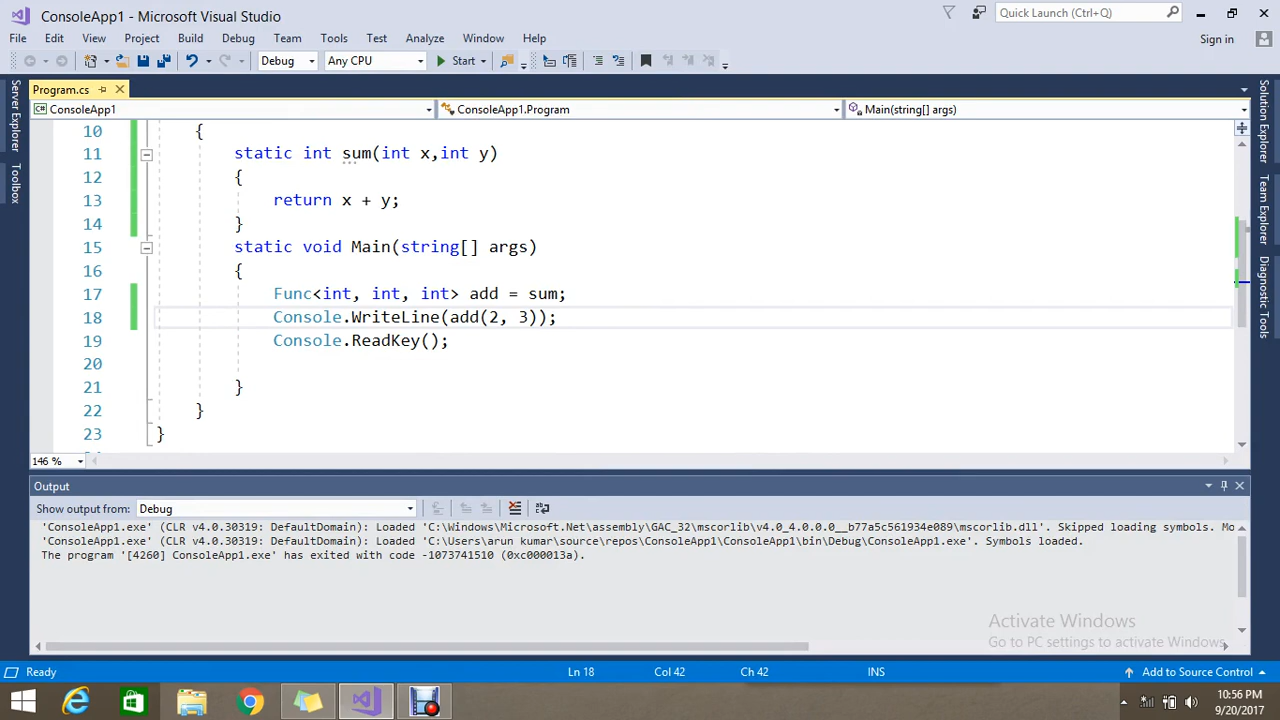 ConsoleApp1 - Microsoft Visual Studio
Quick Launch (Ctrl+Q)
File Edit View Project Build Debug Team Tools Test Analyze Window Help
Sign in
Debug Any CPU Start
Program.cs
ConsoleApp1 ConsoleApp1.Program Main(string[] args)
Server Explorer
Toolbox
Solution Explorer
Team Explorer
Diagnostic Tools
10 {
11 static int sum(int x,int y)
12 {
13 return x + y;
14 }
15 static void Main(string[] args)
16 {
17 Func<int, int, int> add = sum;
18 Console.WriteLine(add(2, 3));
19 Console.ReadKey();
20
21 }
22 }
23 }
146 %
Output
Show output from: Debug
'ConsoleApp1.exe' (CLR v4.0.30319: DefaultDomain): Loaded 'C:\Windows\Microsoft.Net\assembly\GAC_32\mscorlib\v4.0_4.0.0.0__b77a5c561934e089\mscorlib.dll'. Skipped loading symbols. Mo
'ConsoleApp1.exe' (CLR v4.0.30319: DefaultDomain): Loaded 'C:\Users\arun kumar\source\repos\ConsoleApp1\ConsoleApp1\bin\Debug\ConsoleApp1.exe'. Symbols loaded.
The program '[4260] ConsoleApp1.exe' has exited with code -1073741510 (0xc000013a).
Activate Windows
Go to PC settings to activate Windows.
Ready Ln 18 Col 42 Ch 42 INS Add to Source Control
10:56 PM
9/20/2017